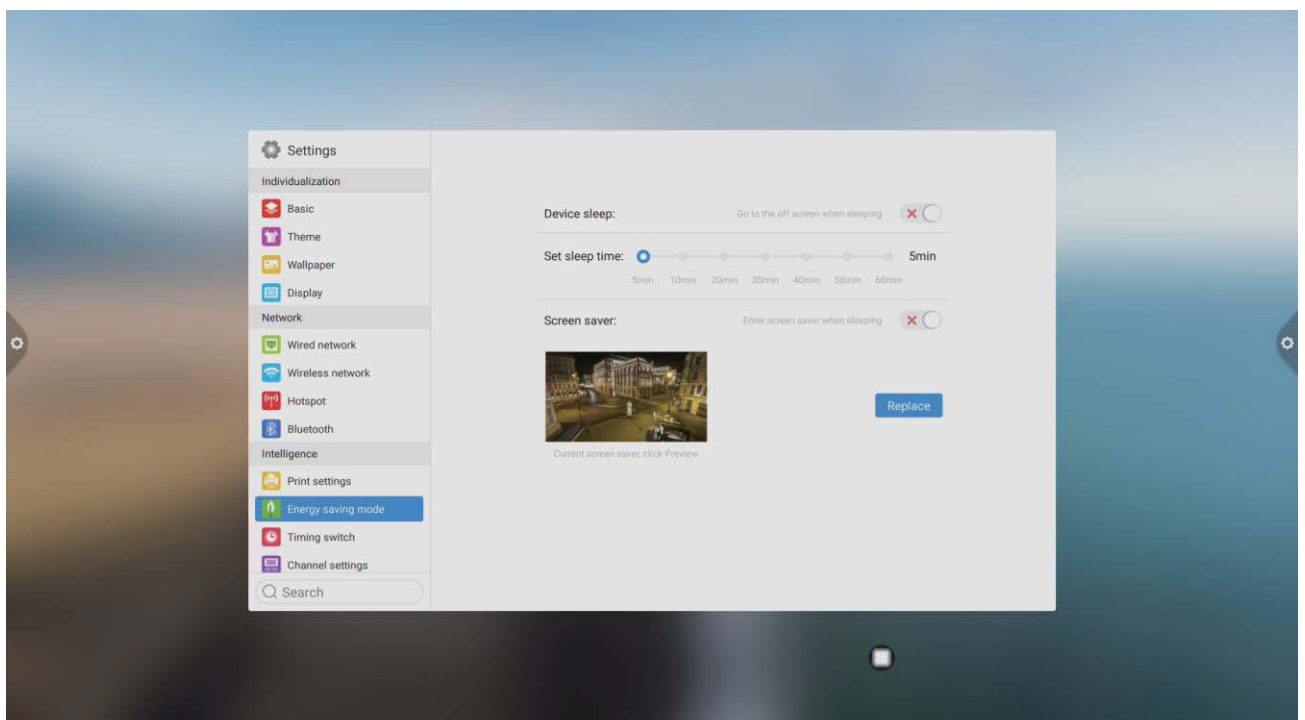 Settings
Individualization
Basic
Theme
Wallpaper
Display
Network
Wired network
Wireless network
Hotspot
Bluetooth
Intelligence
Print settings
Energy saving mode
Timing switch
Channel settings
Search
Device sleep: Go to the off screen when sleeping
Set sleep time: 5min
5min 10min 20min 30min 40min 50min 60min
Screen saver: Enter screen saver when sleeping
Replace
Current screen saver, click Preview